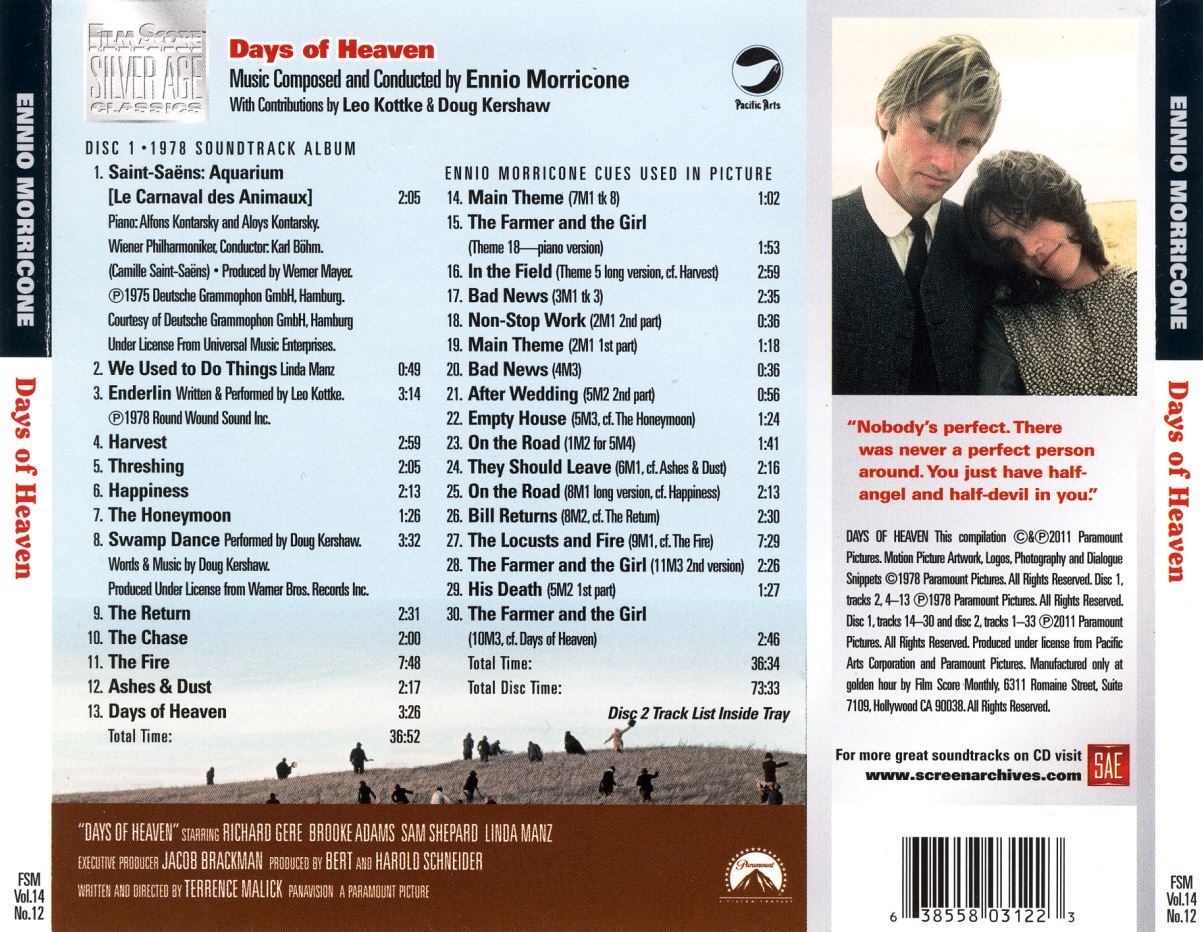 ENNIO MORRICONE
Days of Heaven
FSM
Vol.14
No.12
FILM SCORE
SILVER AGE
CLASSICS
Days of Heaven
Music Composed and Conducted by Ennio Morricone
With Contributions by Leo Kottke & Doug Kershaw
Pacific Arts
DISC 1 • 1978 SOUNDTRACK ALBUM
1. Saint-Saëns: Aquarium
[Le Carnaval des Animaux] 2:05
Piano: Alfons Kontarsky and Aloys Kontarsky.
Wiener Philharmoniker, Conductor: Karl Böhm.
(Camille Saint-Saëns) • Produced by Werner Mayer.
℗1975 Deutsche Grammophon GmbH, Hamburg.
Courtesy of Deutsche Grammophon GmbH, Hamburg
Under License From Universal Music Enterprises.
2. We Used to Do Things Linda Manz 0:49
3. Enderlin Written & Performed by Leo Kottke. 3:14
℗1978 Round Wound Sound Inc.
4. Harvest 2:59
5. Threshing 2:05
6. Happiness 2:13
7. The Honeymoon 1:26
8. Swamp Dance Performed by Doug Kershaw. 3:32
Words & Music by Doug Kershaw.
Produced Under License from Warner Bros. Records Inc.
9. The Return 2:31
10. The Chase 2:00
11. The Fire 7:48
12. Ashes & Dust 2:17
13. Days of Heaven 3:26
Total Time: 36:52
ENNIO MORRICONE CUES USED IN PICTURE
14. Main Theme (7M1 tk 8) 1:02
15. The Farmer and the Girl
(Theme 18—piano version) 1:53
16. In the Field (Theme 5 long version, cf. Harvest) 2:59
17. Bad News (3M1 tk 3) 2:35
18. Non-Stop Work (2M1 2nd part) 0:36
19. Main Theme (2M1 1st part) 1:18
20. Bad News (4M3) 0:36
21. After Wedding (5M2 2nd part) 0:56
22. Empty House (5M3, cf. The Honeymoon) 1:24
23. On the Road (1M2 for 5M4) 1:41
24. They Should Leave (6M1, cf. Ashes & Dust) 2:16
25. On the Road (8M1 long version, cf. Happiness) 2:13
26. Bill Returns (8M2, cf. The Return) 2:30
27. The Locusts and Fire (9M1, cf. The Fire) 7:29
28. The Farmer and the Girl (11M3 2nd version) 2:26
29. His Death (5M2 1st part) 1:27
30. The Farmer and the Girl
(10M3, cf. Days of Heaven) 2:46
Total Time: 36:34
Total Disc Time: 73:33
Disc 2 Track List Inside Tray
"DAYS OF HEAVEN" STARRING RICHARD GERE BROOKE ADAMS SAM SHEPARD LINDA MANZ
EXECUTIVE PRODUCER JACOB BRACKMAN PRODUCED BY BERT AND HAROLD SCHNEIDER
WRITTEN AND DIRECTED BY TERRENCE MALICK PANAVISION A PARAMOUNT PICTURE
Paramount
"Nobody's perfect. There
was never a perfect person
around. You just have half-
angel and half-devil in you."
DAYS OF HEAVEN This compilation ©&℗2011 Paramount
Pictures. Motion Picture Artwork, Logos, Photography and Dialogue
Snippets ©1978 Paramount Pictures. All Rights Reserved. Disc 1,
tracks 2, 4–13 ℗1978 Paramount Pictures. All Rights Reserved.
Disc 1, tracks 14–30 and disc 2, tracks 1–33 ℗2011 Paramount
Pictures. All Rights Reserved. Produced under license from Pacific
Arts Corporation and Paramount Pictures. Manufactured only at
golden hour by Film Score Monthly, 6311 Romaine Street, Suite
7109, Hollywood CA 90038. All Rights Reserved.
For more great soundtracks on CD visit
www.screenarchives.com
SAE
6 38558 03122 3
ENNIO MORRICONE
Days of Heaven
FSM
Vol.14
No.12